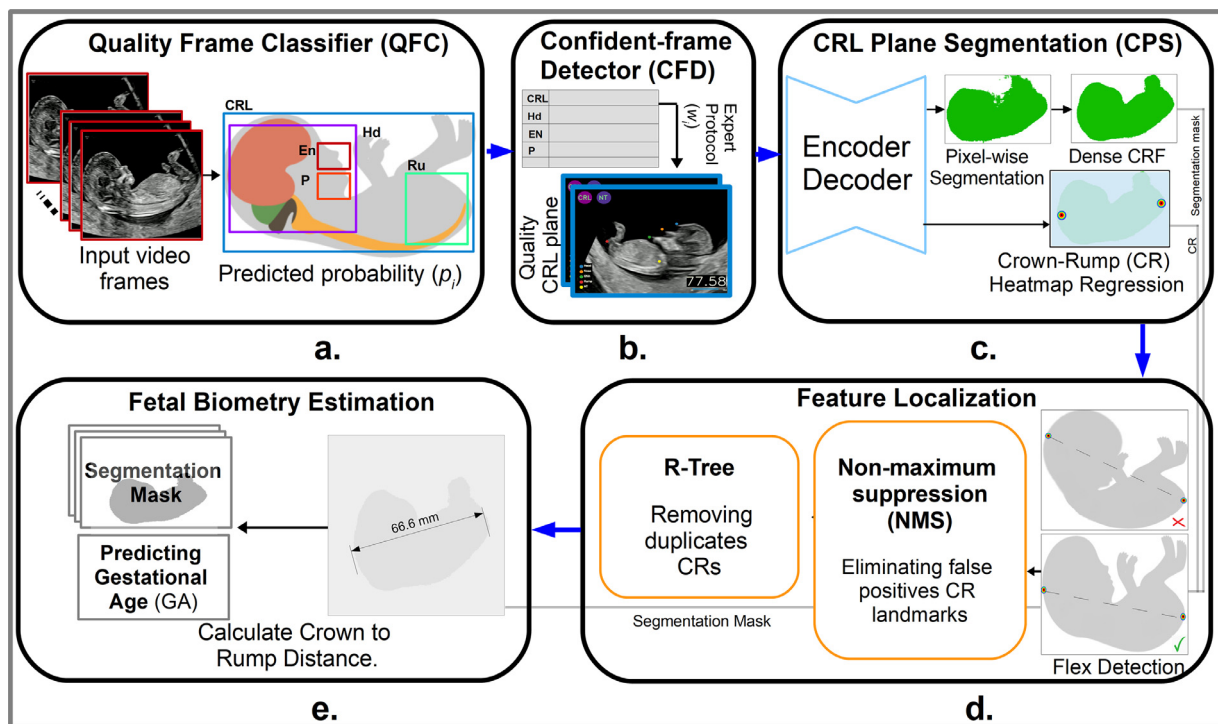 Quality Frame Classifier (QFC)
CRL
Hd
En
P
Ru
Input video
frames
Predicted probability (pᵢ)
a.
Confident-frame
Detector (CFD)
CRL
Hd
EN
P
Expert
Protocol
(wᵢ)
Quality
CRL plane
CRL
NT
77.58
b.
CRL Plane Segmentation (CPS)
Encoder
Decoder
Pixel-wise
Segmentation
Dense CRF
Crown-Rump (CR)
Heatmap Regression
Segmentation mask
CR
c.
Feature Localization
R-Tree
Removing
duplicates
CRs
Non-maximum
suppression
(NMS)
Eliminating false
positives CR
landmarks
Flex Detection
Segmentation Mask
d.
Fetal Biometry Estimation
Segmentation
Mask
Predicting
Gestational
Age (GA)
66.6 mm
Calculate Crown to
Rump Distance.
e.